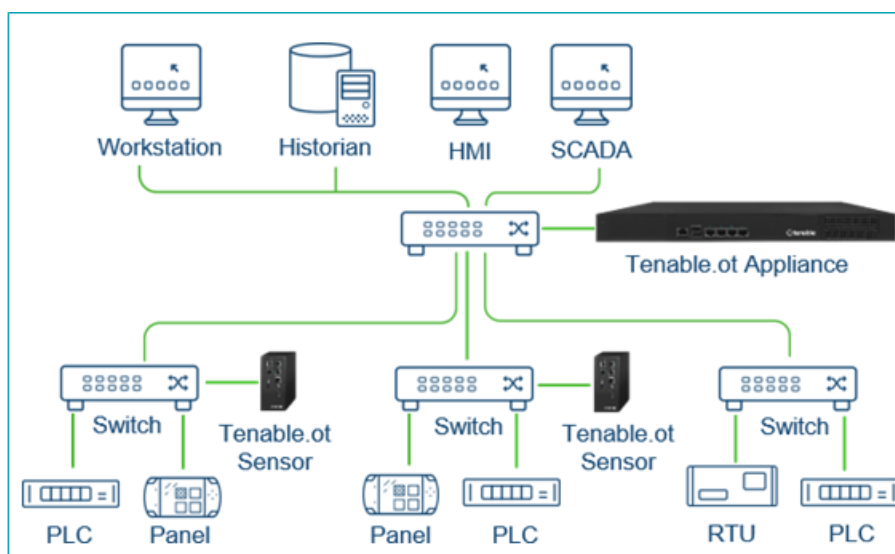 Workstation
Historian
HMI
SCADA
tenable
Tenable.ot Appliance
Switch
Tenable.ot
Sensor
Switch
Tenable.ot
Sensor
Switch
PLC
Panel
Panel
PLC
RTU
PLC